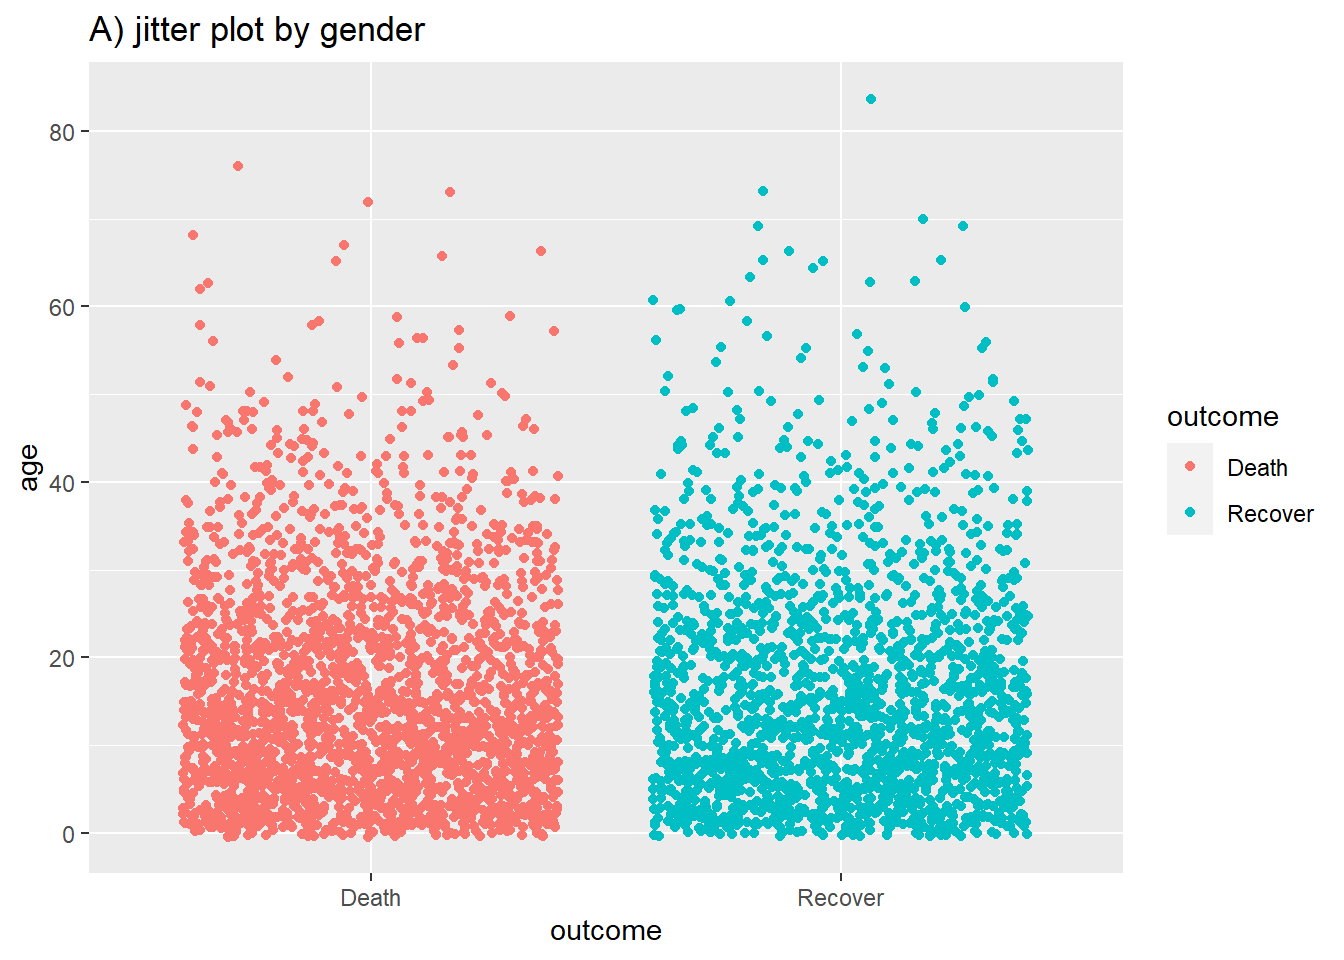 A) jitter plot by gender
age
80
60
40
20
0
Death
Recover
outcome
outcome
Death
Recover